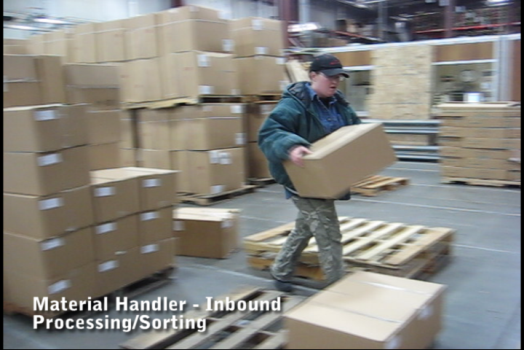 Material Handler - Inbound
Processing/Sorting